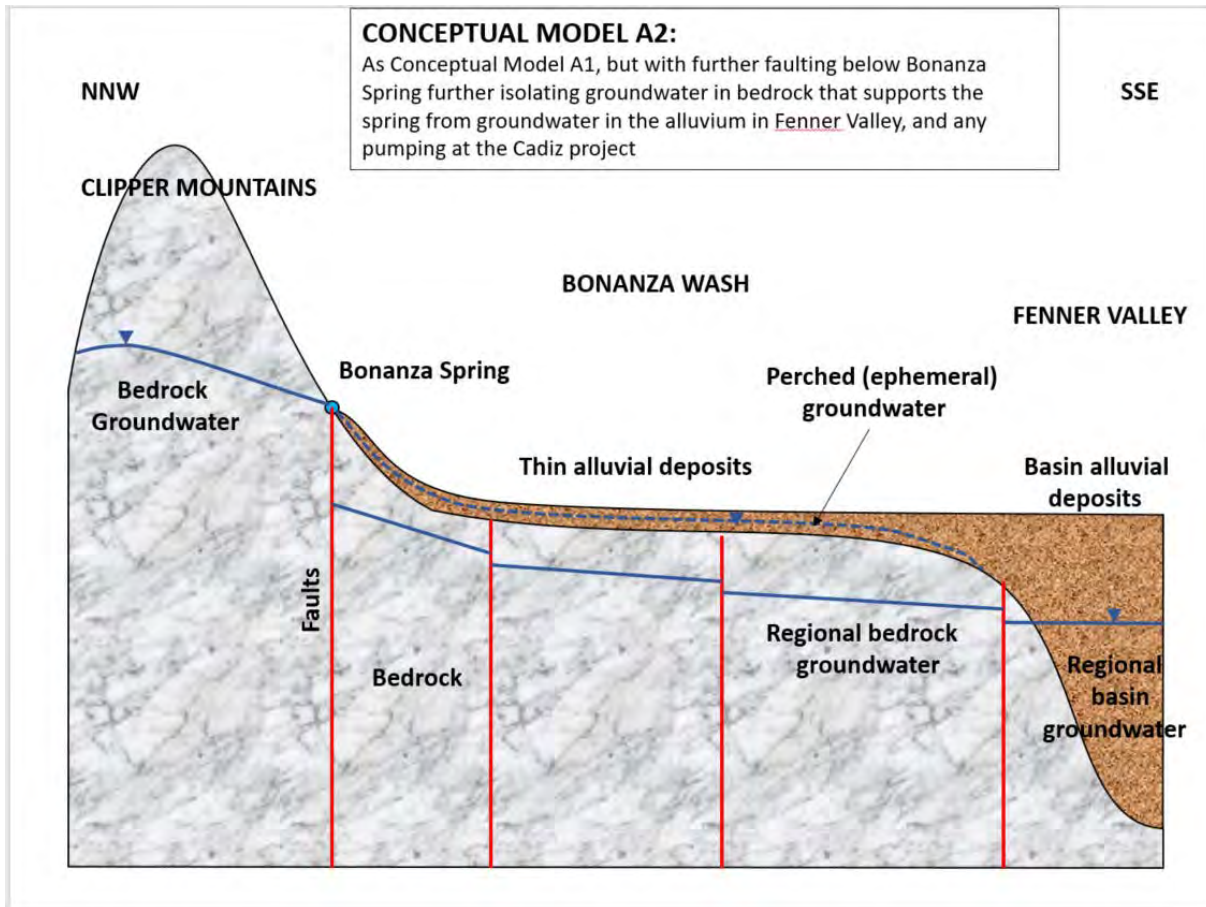 CONCEPTUAL MODEL A2:
As Conceptual Model A1, but with further faulting below Bonanza
Spring further isolating groundwater in bedrock that supports the
spring from groundwater in the alluvium in Fenner Valley, and any
pumping at the Cadiz project
NNW
SSE
CLIPPER MOUNTAINS
BONANZA WASH
FENNER VALLEY
Bonanza Spring
Perched (ephemeral)
groundwater
Bedrock
Groundwater
Thin alluvial deposits
Basin alluvial
deposits
Faults
Bedrock
Regional bedrock
groundwater
Regional
basin
groundwater